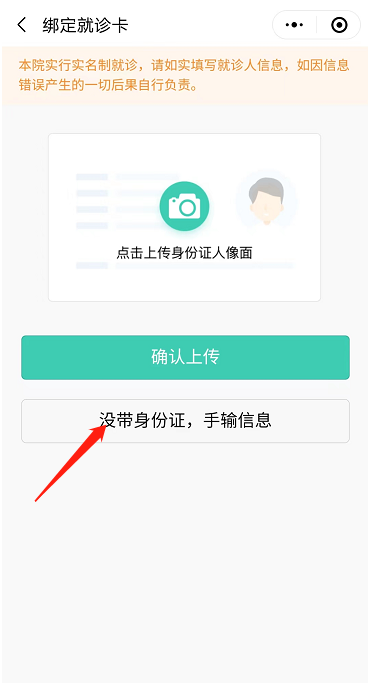 绑定就诊卡
本院实行实名制就诊，请如实填写就诊人信息，如因信息
错误产生的一切后果自行负责。
点击上传身份证人像面
确认上传
没带身份证，手输信息